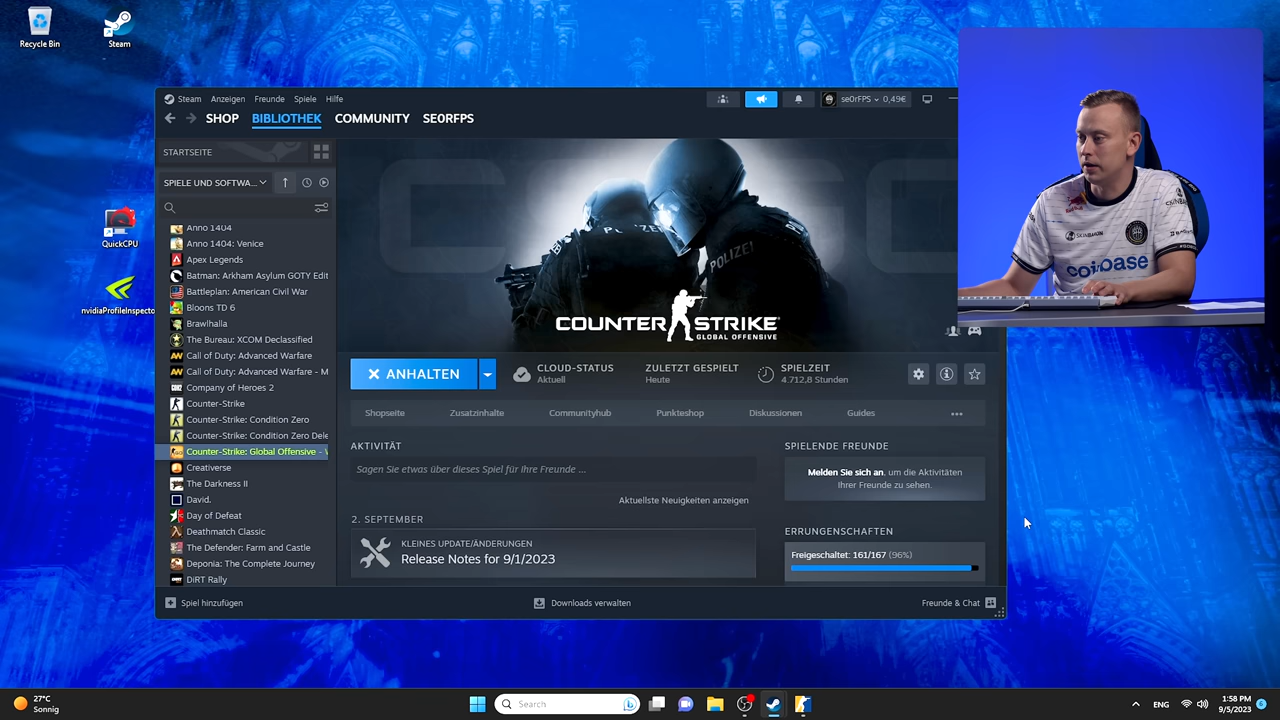 Recycle Bin
Steam
QuickCPU
nvidiaProfileInspecto
Steam Anzeigen Freunde Spiele Hilfe
se0rFPS 0,49€
SHOP BIBLIOTHEK COMMUNITY SE0RFPS
STARTSEITE
SPIELE UND SOFTWA...
Anno 1404
Anno 1404: Venice
Apex Legends
Batman: Arkham Asylum GOTY Edit
Battleplan: American Civil War
Bloons TD 6
Brawlhalla
The Bureau: XCOM Declassified
Call of Duty: Advanced Warfare
Call of Duty: Advanced Warfare - M
Company of Heroes 2
Counter-Strike
Counter-Strike: Condition Zero
Counter-Strike: Condition Zero Dele
Counter-Strike: Global Offensive -
Creativerse
The Darkness II
David.
Day of Defeat
Deathmatch Classic
The Defender: Farm and Castle
Deponia: The Complete Journey
DiRT Rally
POLIZEI
POLIZEI
COUNTER STRIKE
GLOBAL OFFENSIVE
ANHALTEN
CLOUD-STATUS
Aktuell
ZULETZT GESPIELT
Heute
SPIELZEIT
4.712,8 Stunden
Shopseite Zusatzinhalte Communityhub Punkteshop Diskussionen Guides
AKTIVITÄT
Sagen Sie etwas über dieses Spiel für Ihre Freunde ...
Aktuellste Neuigkeiten anzeigen
2. SEPTEMBER
KLEINES UPDATE/ÄNDERUNGEN
Release Notes for 9/1/2023
SPIELENDE FREUNDE
Melden Sie sich an, um die Aktivitäten
Ihrer Freunde zu sehen.
ERRUNGENSCHAFTEN
Freigeschaltet: 161/167 (96%)
Spiel hinzufügen
Downloads verwalten
Freunde & Chat
SKINBARON
coinbase
27°C
Sonnig
Search
ENG
1:58 PM
9/5/2023
6